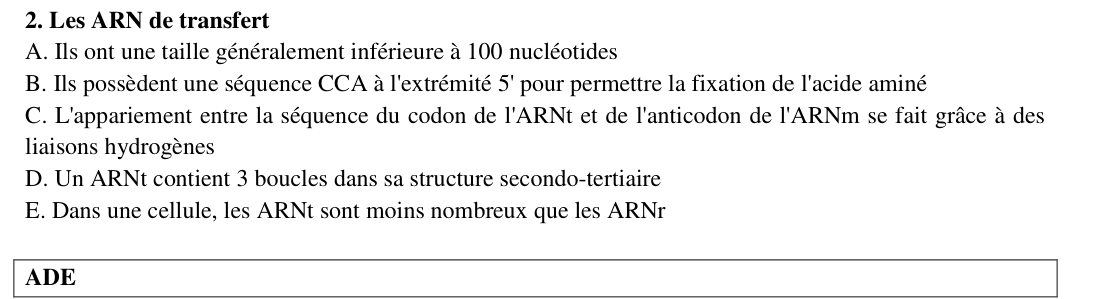 2. Les ARN de transfert
A. Ils ont une taille généralement inférieure à 100 nucléotides
B. Ils possèdent une séquence CCA à l'extrémité 5' pour permettre la fixation de l'acide aminé
C. L'appariement entre la séquence du codon de l'ARNt et de l'anticodon de l'ARNm se fait grâce à des
liaisons hydrogènes
D. Un ARNt contient 3 boucles dans sa structure secondo-tertiaire
E. Dans une cellule, les ARNt sont moins nombreux que les ARNr
ADE